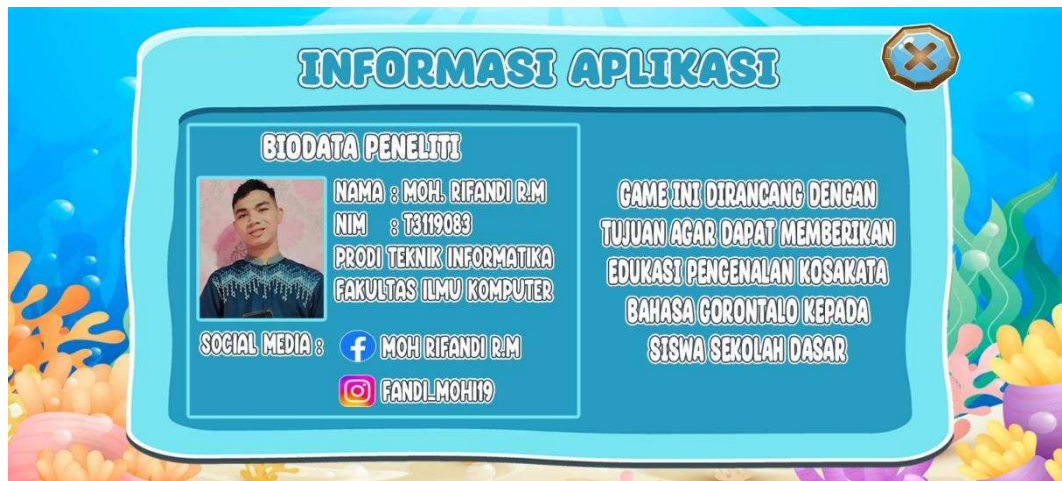 INFORMASI APLIKASI
BIODATA PENELITI
NAMA : MOH. RIFANDI R.M
NIM : T3119083
PRODI TEKNIK INFORMATIKA
FAKULTAS ILMU KOMPUTER
SOCIAL MEDIA :
MOH RIFANDI R.M
FANDI_MOHI19
GAME INI DIRANCANG DENGAN
TUJUAN AGAR DAPAT MEMBERIKAN
EDUKASI PENGENALAN KOSAKATA
BAHASA GORONTALO KEPADA
SISWA SEKOLAH DASAR